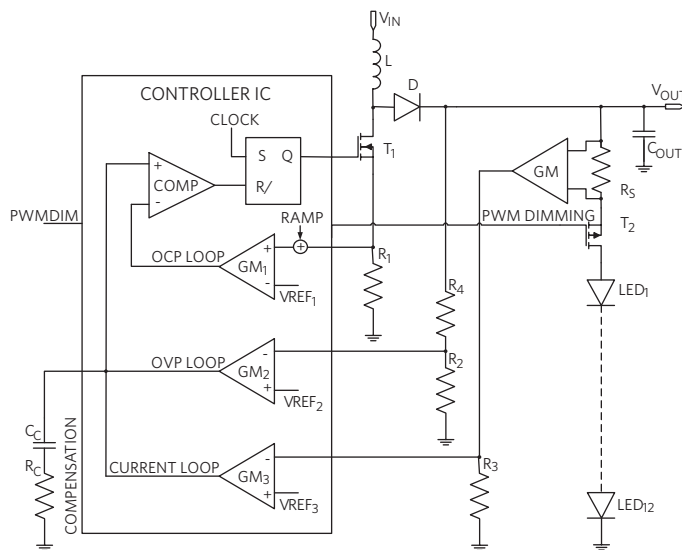 VIN
L
D
VOUT
CONTROLLER IC
CLOCK
S Q
R/
T1
COUT
+
COMP
-
GM
RS
PWMDIM
RAMP
PWM DIMMING
T2
+
OCP LOOP
+
GM1
-
VREF1
R1
LED1
R4
OVP LOOP
-
GM2
+
VREF2
R2
CC
RC
COMPENSATION
CURRENT LOOP
-
GM3
+
VREF3
R3
LED12